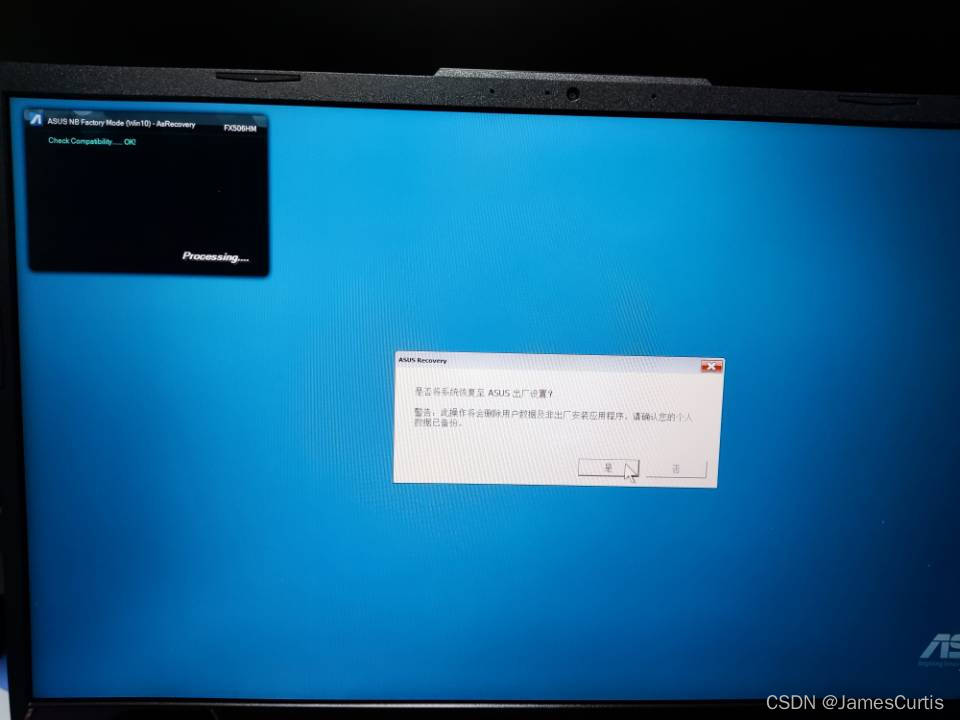 ASUS NB Factory Mode (Win10) - AsRecovery
FX506HM
Check Compatibility..... OK!
Processing....
ASUS Recovery
是否将系统恢复至 ASUS 出厂设置?
警告: 此操作将会删除用户数据及非出厂安装应用程序, 请确认您的个人
数据已备份。
是
否
CSDN @JamesCurtis